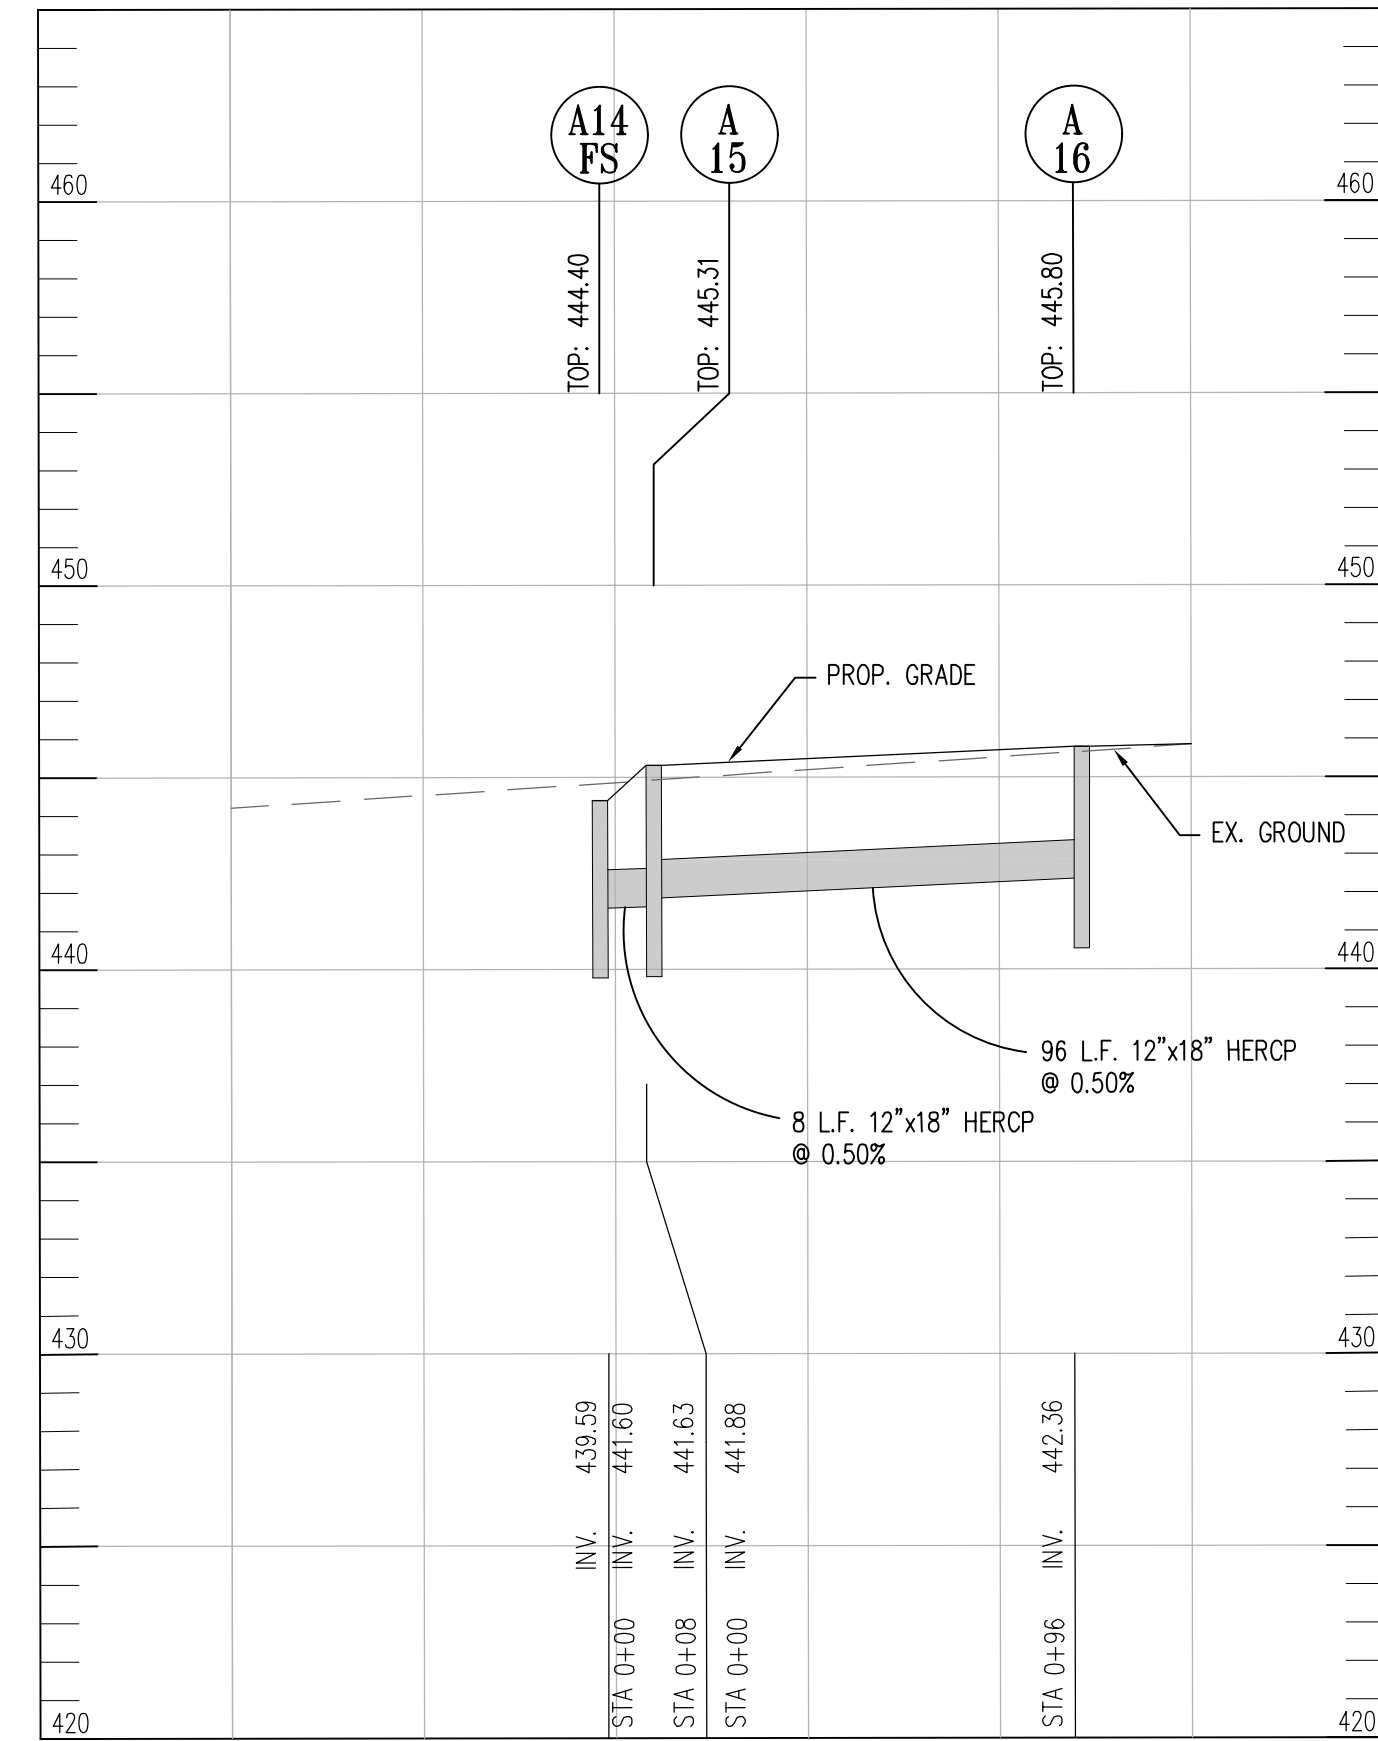 A14
FS
A
15
A
16
460
460
TOP: 444.40
TOP: 445.31
TOP: 445.80
450
450
PROP. GRADE
EX. GROUND
440
440
96 L.F. 12”x18” HERCP
@ 0.50%
8 L.F. 12”x18” HERCP
@ 0.50%
430
430
INV. 439.59
STA 0+00 INV. 441.60
STA 0+08 INV. 441.63
STA 0+00 INV. 441.88
STA 0+96 INV. 442.36
420
420